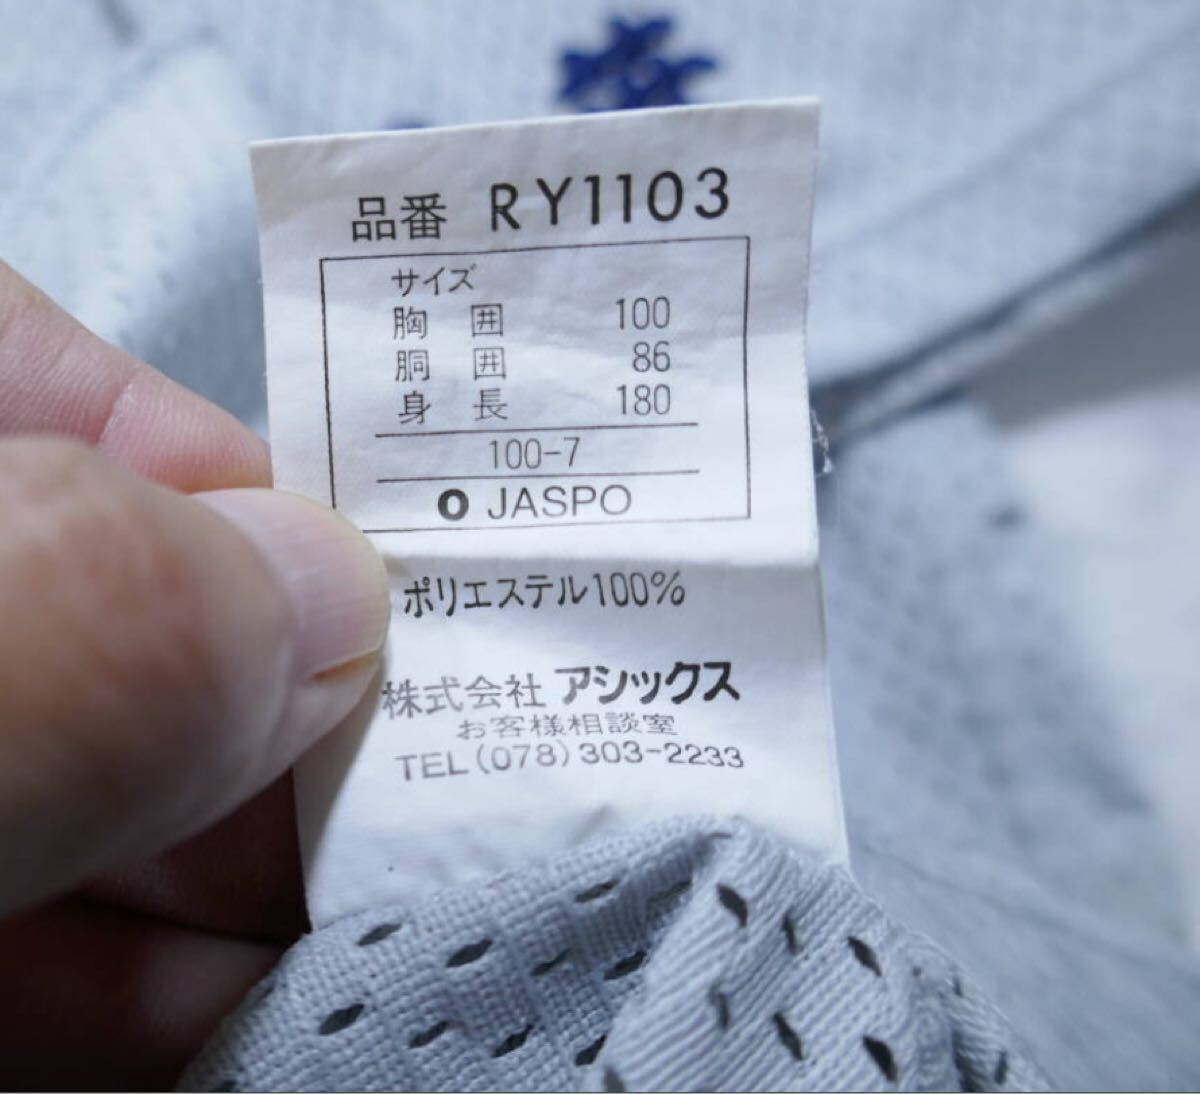 品番 RY1103
サイズ
胸囲 100
胴囲 86
身長 180
100-7
O JASPO
ポリエステル100%
株式会社 アシックス
お客様相談室
TEL(078)303-2233